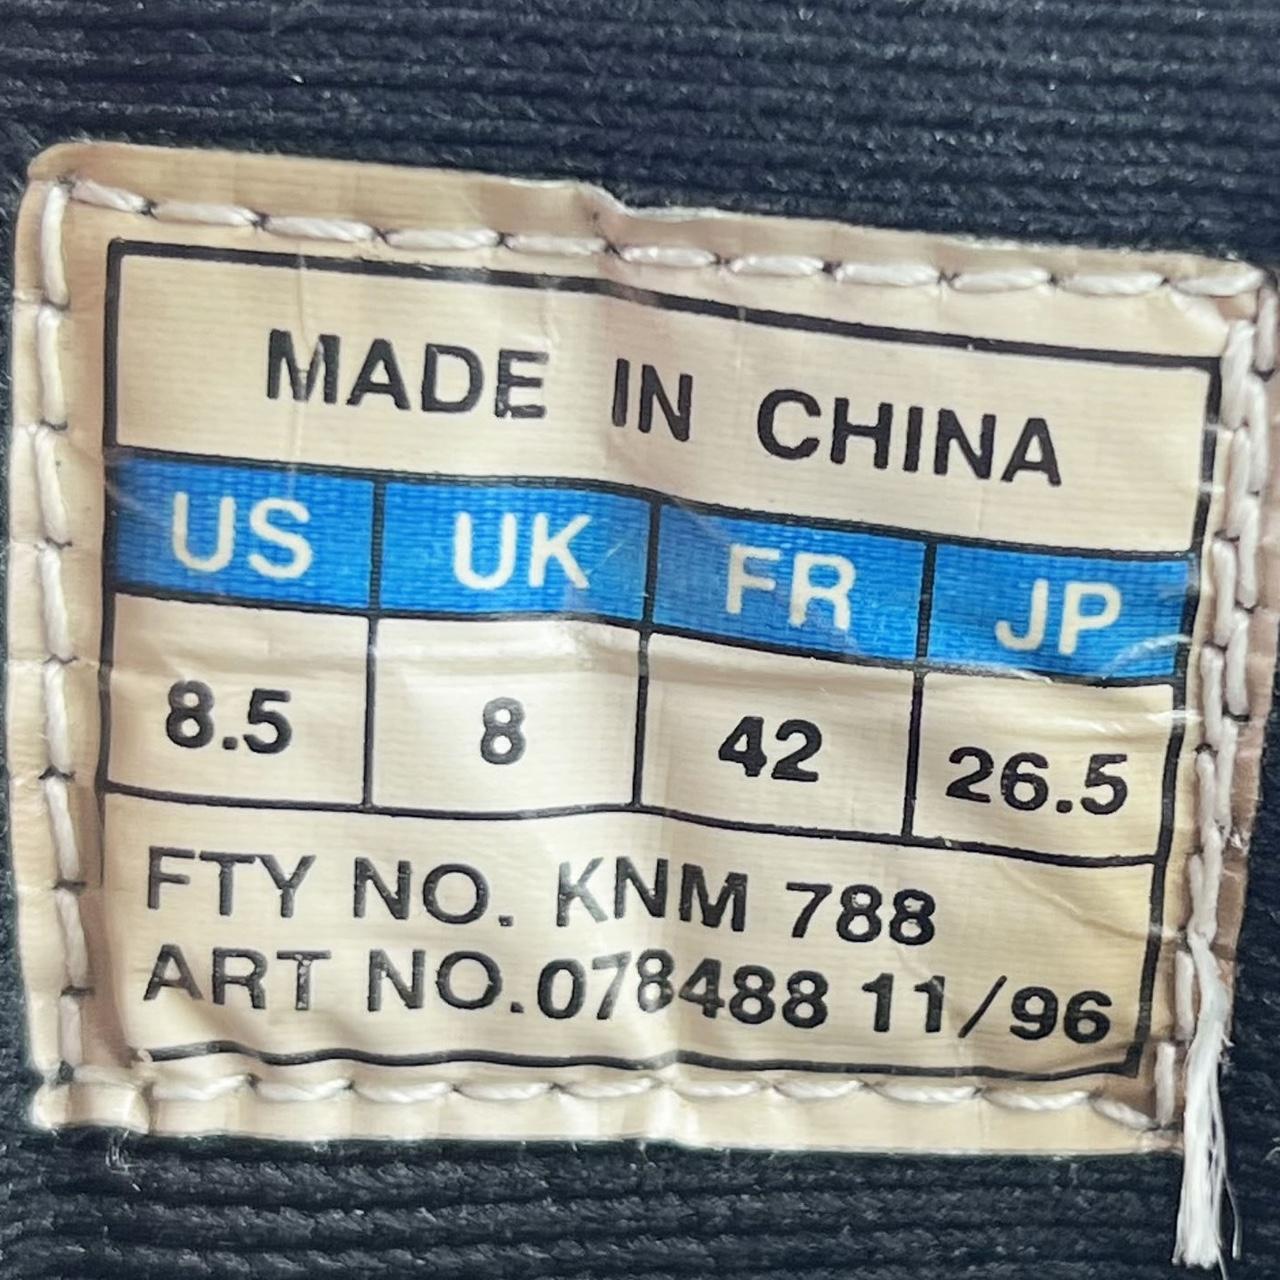 MADE IN CHINA
US UK FR JP
8.5 8 42 26.5
FTY NO. KNM 788
ART NO.078488 11/96